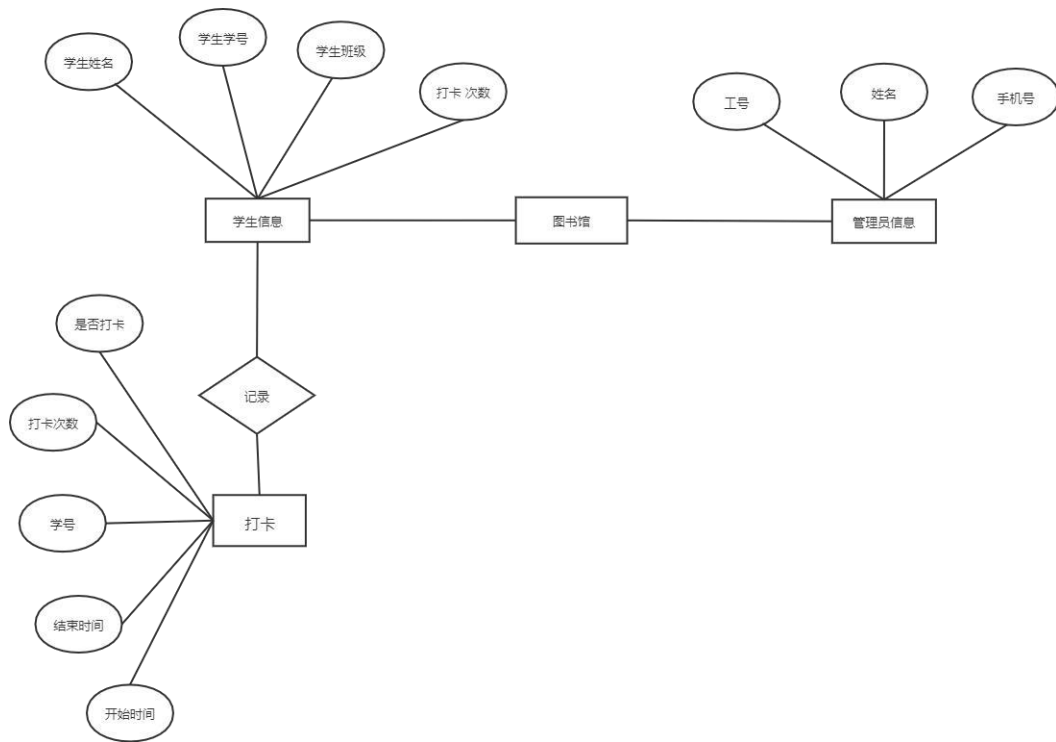 学生姓名
学生学号
学生班级
打卡 次数
工号
姓名
手机号
学生信息
图书馆
管理员信息
是否打卡
记录
打卡次数
学号
打卡
结束时间
开始时间